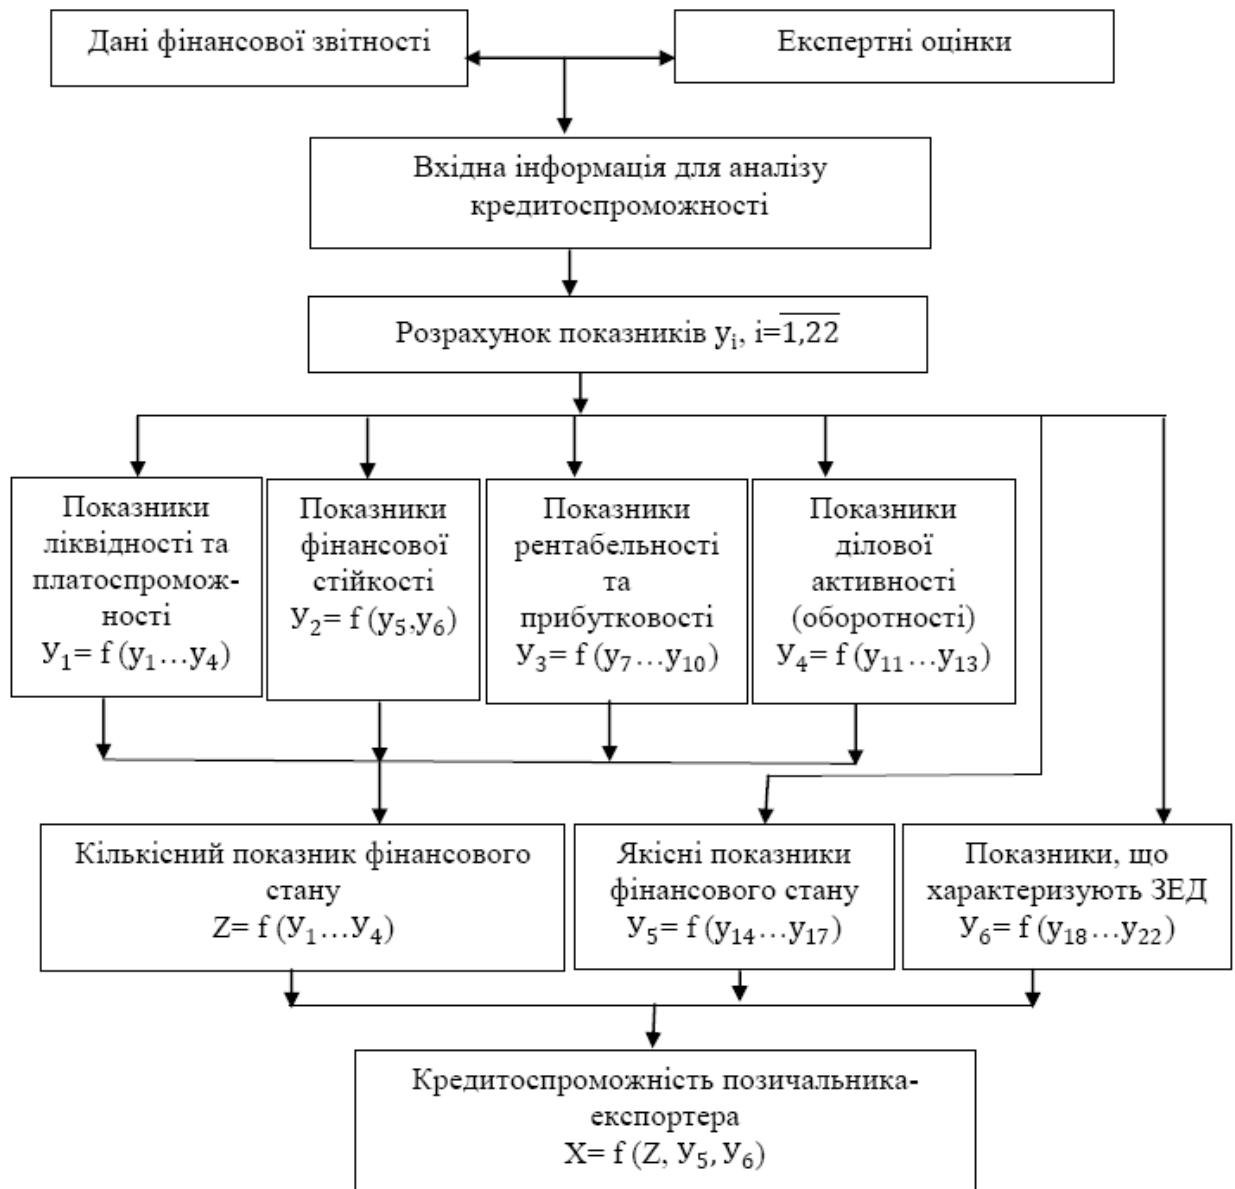 Дані фінансової звітності
Експертні оцінки
Вхідна інформація для аналізу
кредитоспроможності
Розрахунок показників yᵢ, i=1,22
Показники
ліквідності та
платоспромож-
ності
У₁= f (y₁…y₄)
Показники
фінансової
стійкості
У₂= f (y₅,y₆)
Показники
рентабельності
та
прибутковості
У₃= f (y₇…y₁₀)
Показники
ділової
активності
(оборотності)
У₄= f (y₁₁…y₁₃)
Кількісний показник фінансового
стану
Z= f (У₁…У₄)
Якісні показники
фінансового стану
У₅= f (y₁₄…y₁₇)
Показники, що
характеризують ЗЕД
У₆= f (y₁₈…y₂₂)
Кредитоспроможність позичальника-
експортера
X= f (Z, У₅, У₆)